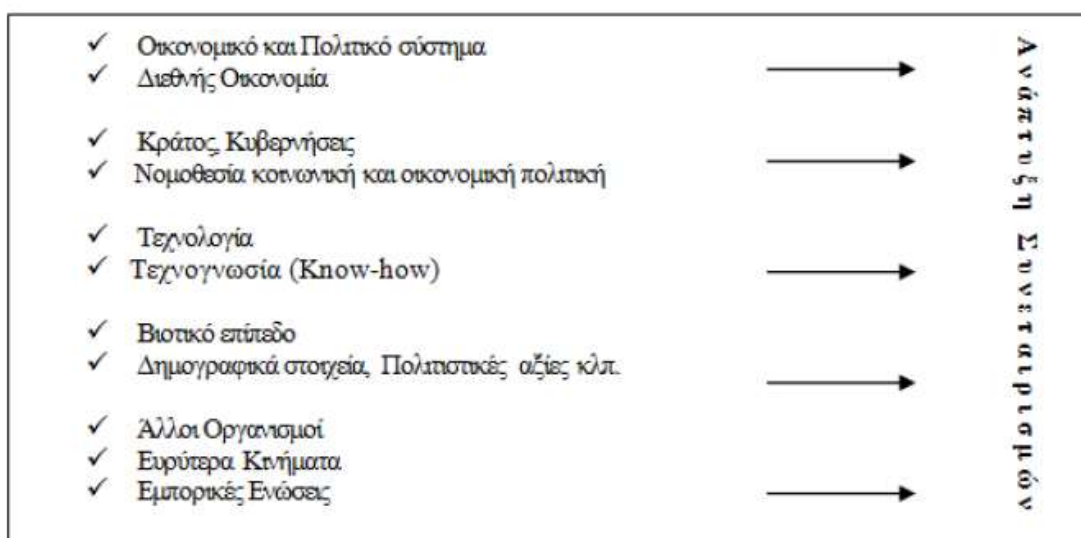 ✓ Οικονομικό και Πολιτικό σύστημα
✓ Διεθνής Οικονομία
✓ Κράτος, Κυβερνήσεις
✓ Νομοθεσία κοινωνική και οικονομική πολιτική
✓ Τεχνολογία
✓ Τεχνογνωσία (Know-how)
✓ Βιοτικό επίπεδο
✓ Δημογραφικά στοιχεία, Πολιτιστικές αξίες κλπ.
✓ Άλλοι Οργανισμοί
✓ Ευρύτερα Κινήματα
✓ Εμπορικές Ενώσεις
Ανάπτυξη Συνεταιρισμών